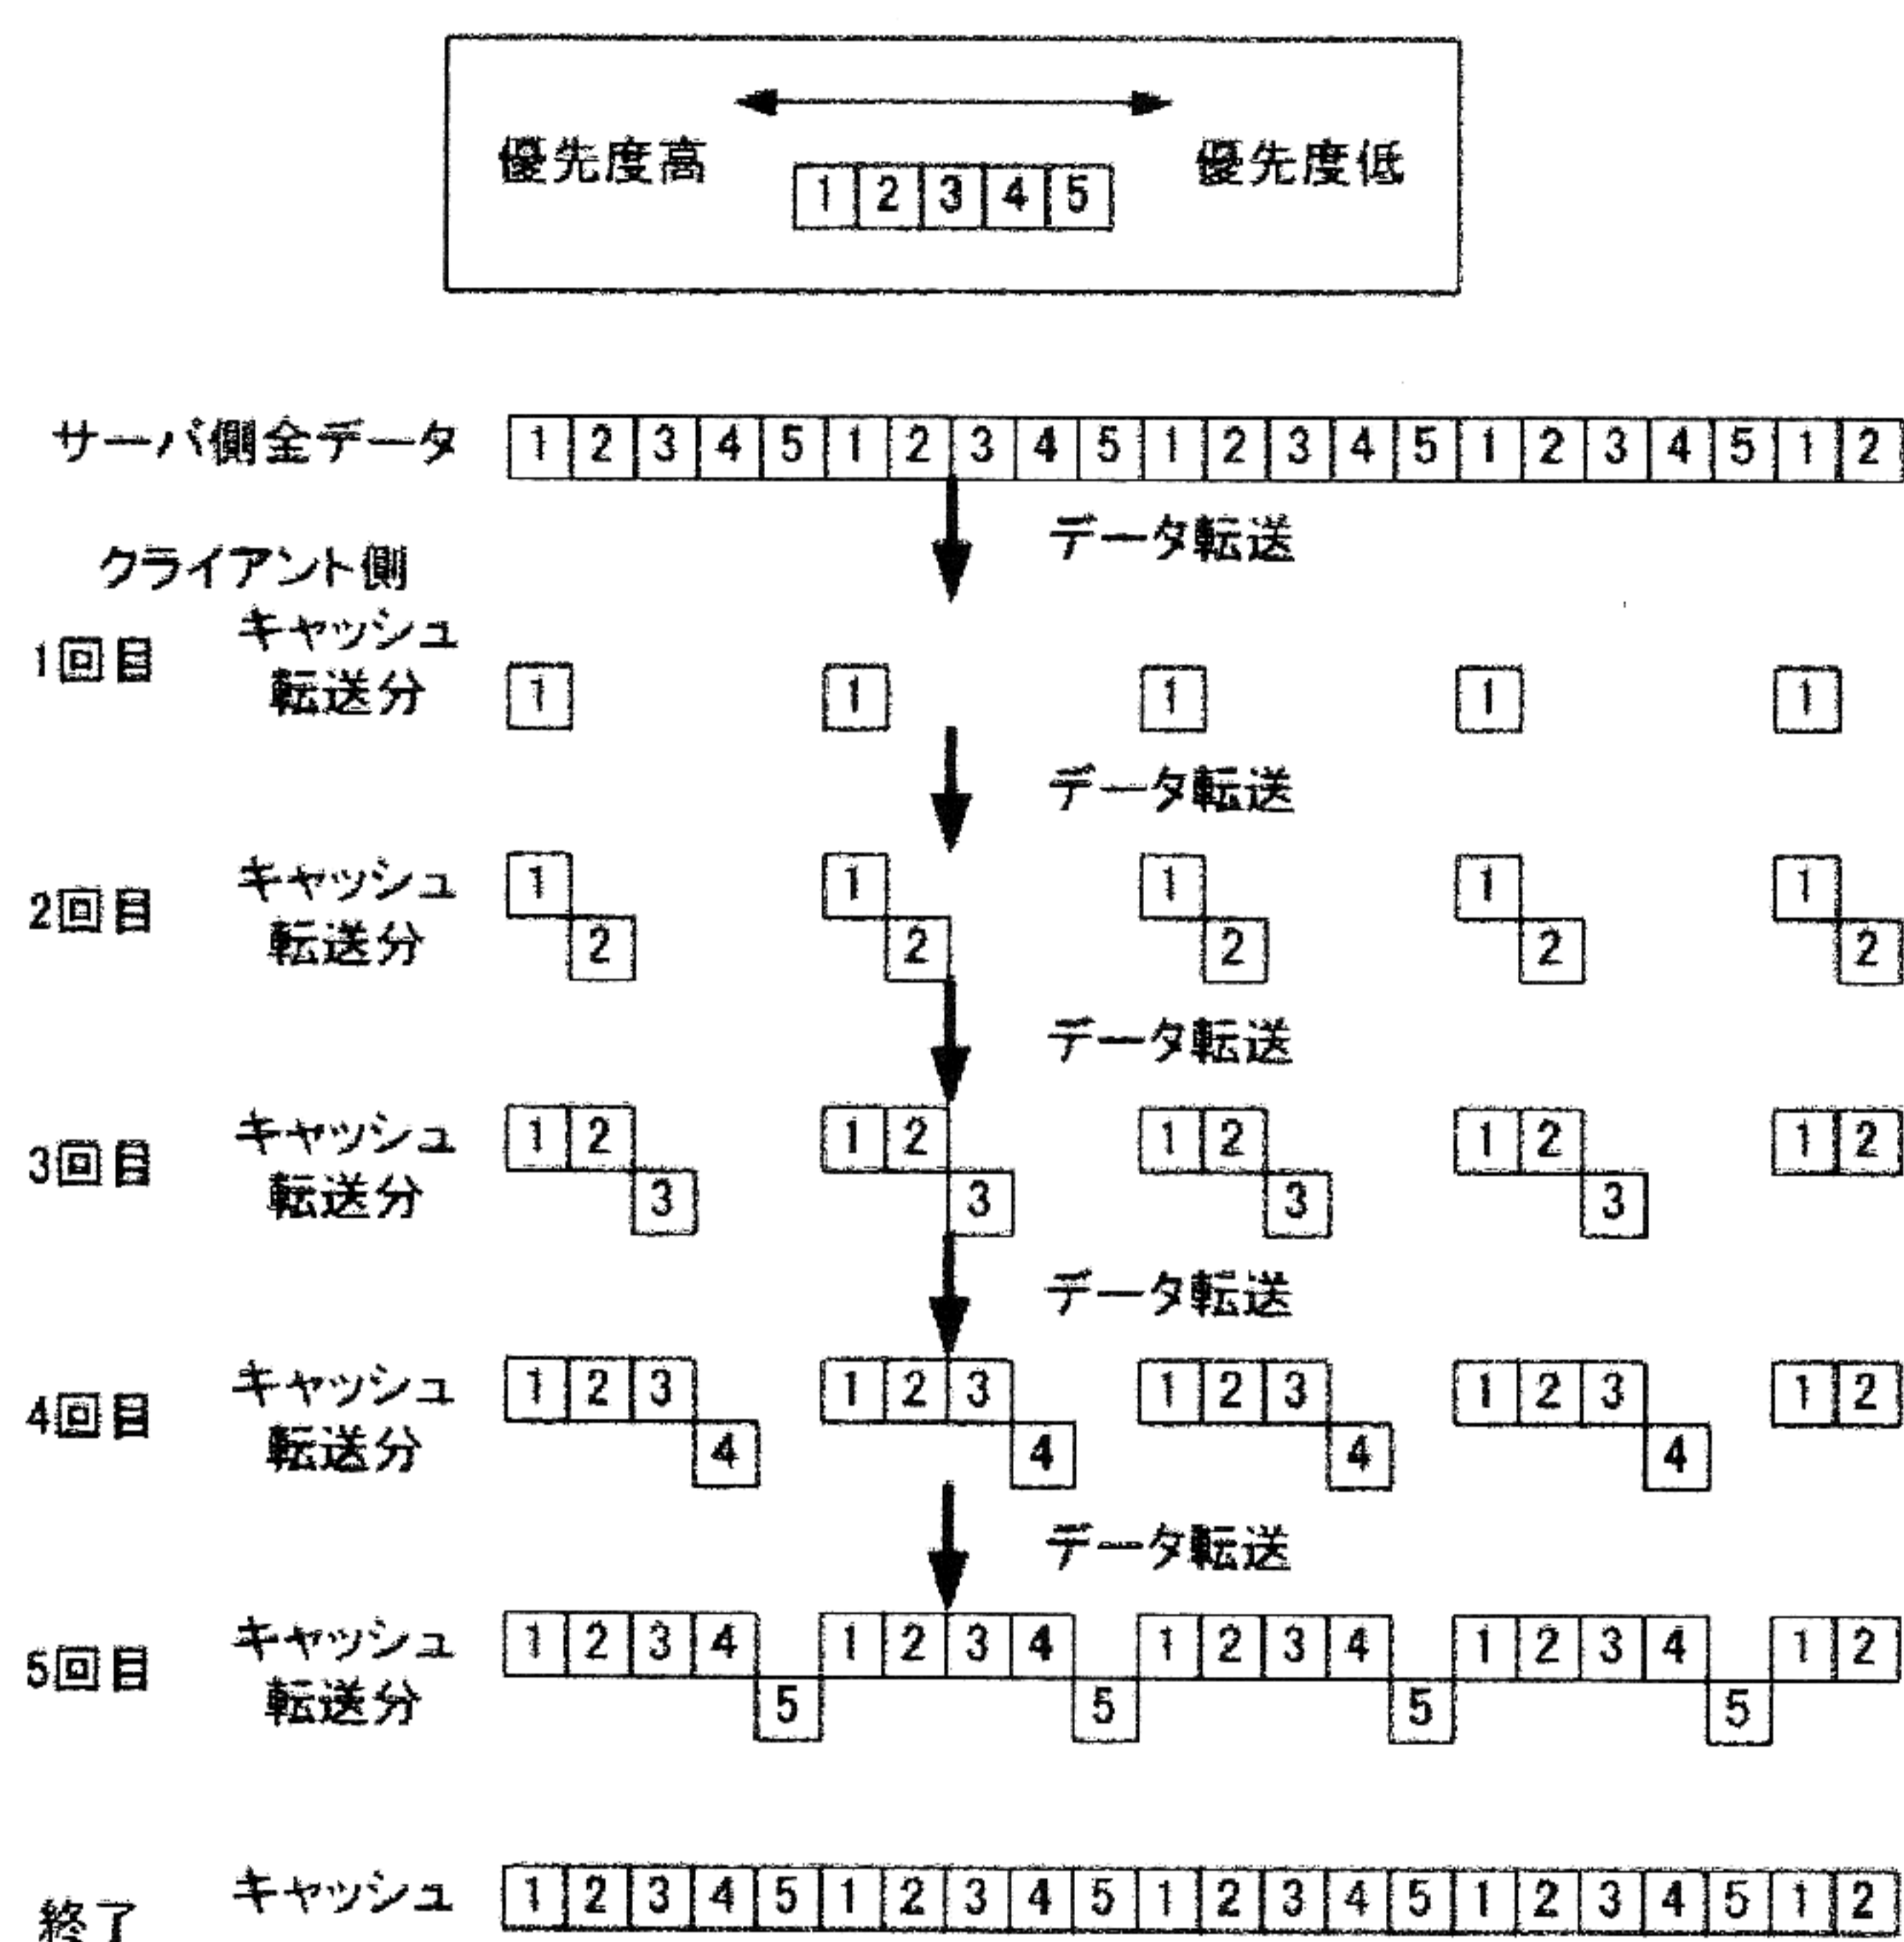 優先度高 1 2 3 4 5 優先度低
サーバ側全データ 1 2 3 4 5 1 2 3 4 5 1 2 3 4 5 1 2 3 4 5 1 2
データ転送
クライアント側
1回目 キャッシュ
転送分 1 1 1 1 1
データ転送
2回目 キャッシュ 1 1 1 1 1
転送分 2 2 2 2 2
データ転送
3回目 キャッシュ 1 2 1 2 1 2 1 2 1 2
転送分 3 3 3 3
データ転送
4回目 キャッシュ 1 2 3 1 2 3 1 2 3 1 2 3 1 2
転送分 4 4 4 4
データ転送
5回目 キャッシュ 1 2 3 4 1 2 3 4 1 2 3 4 1 2 3 4 1 2
転送分 5 5 5 5
終了 キャッシュ 1 2 3 4 5 1 2 3 4 5 1 2 3 4 5 1 2 3 4 5 1 2